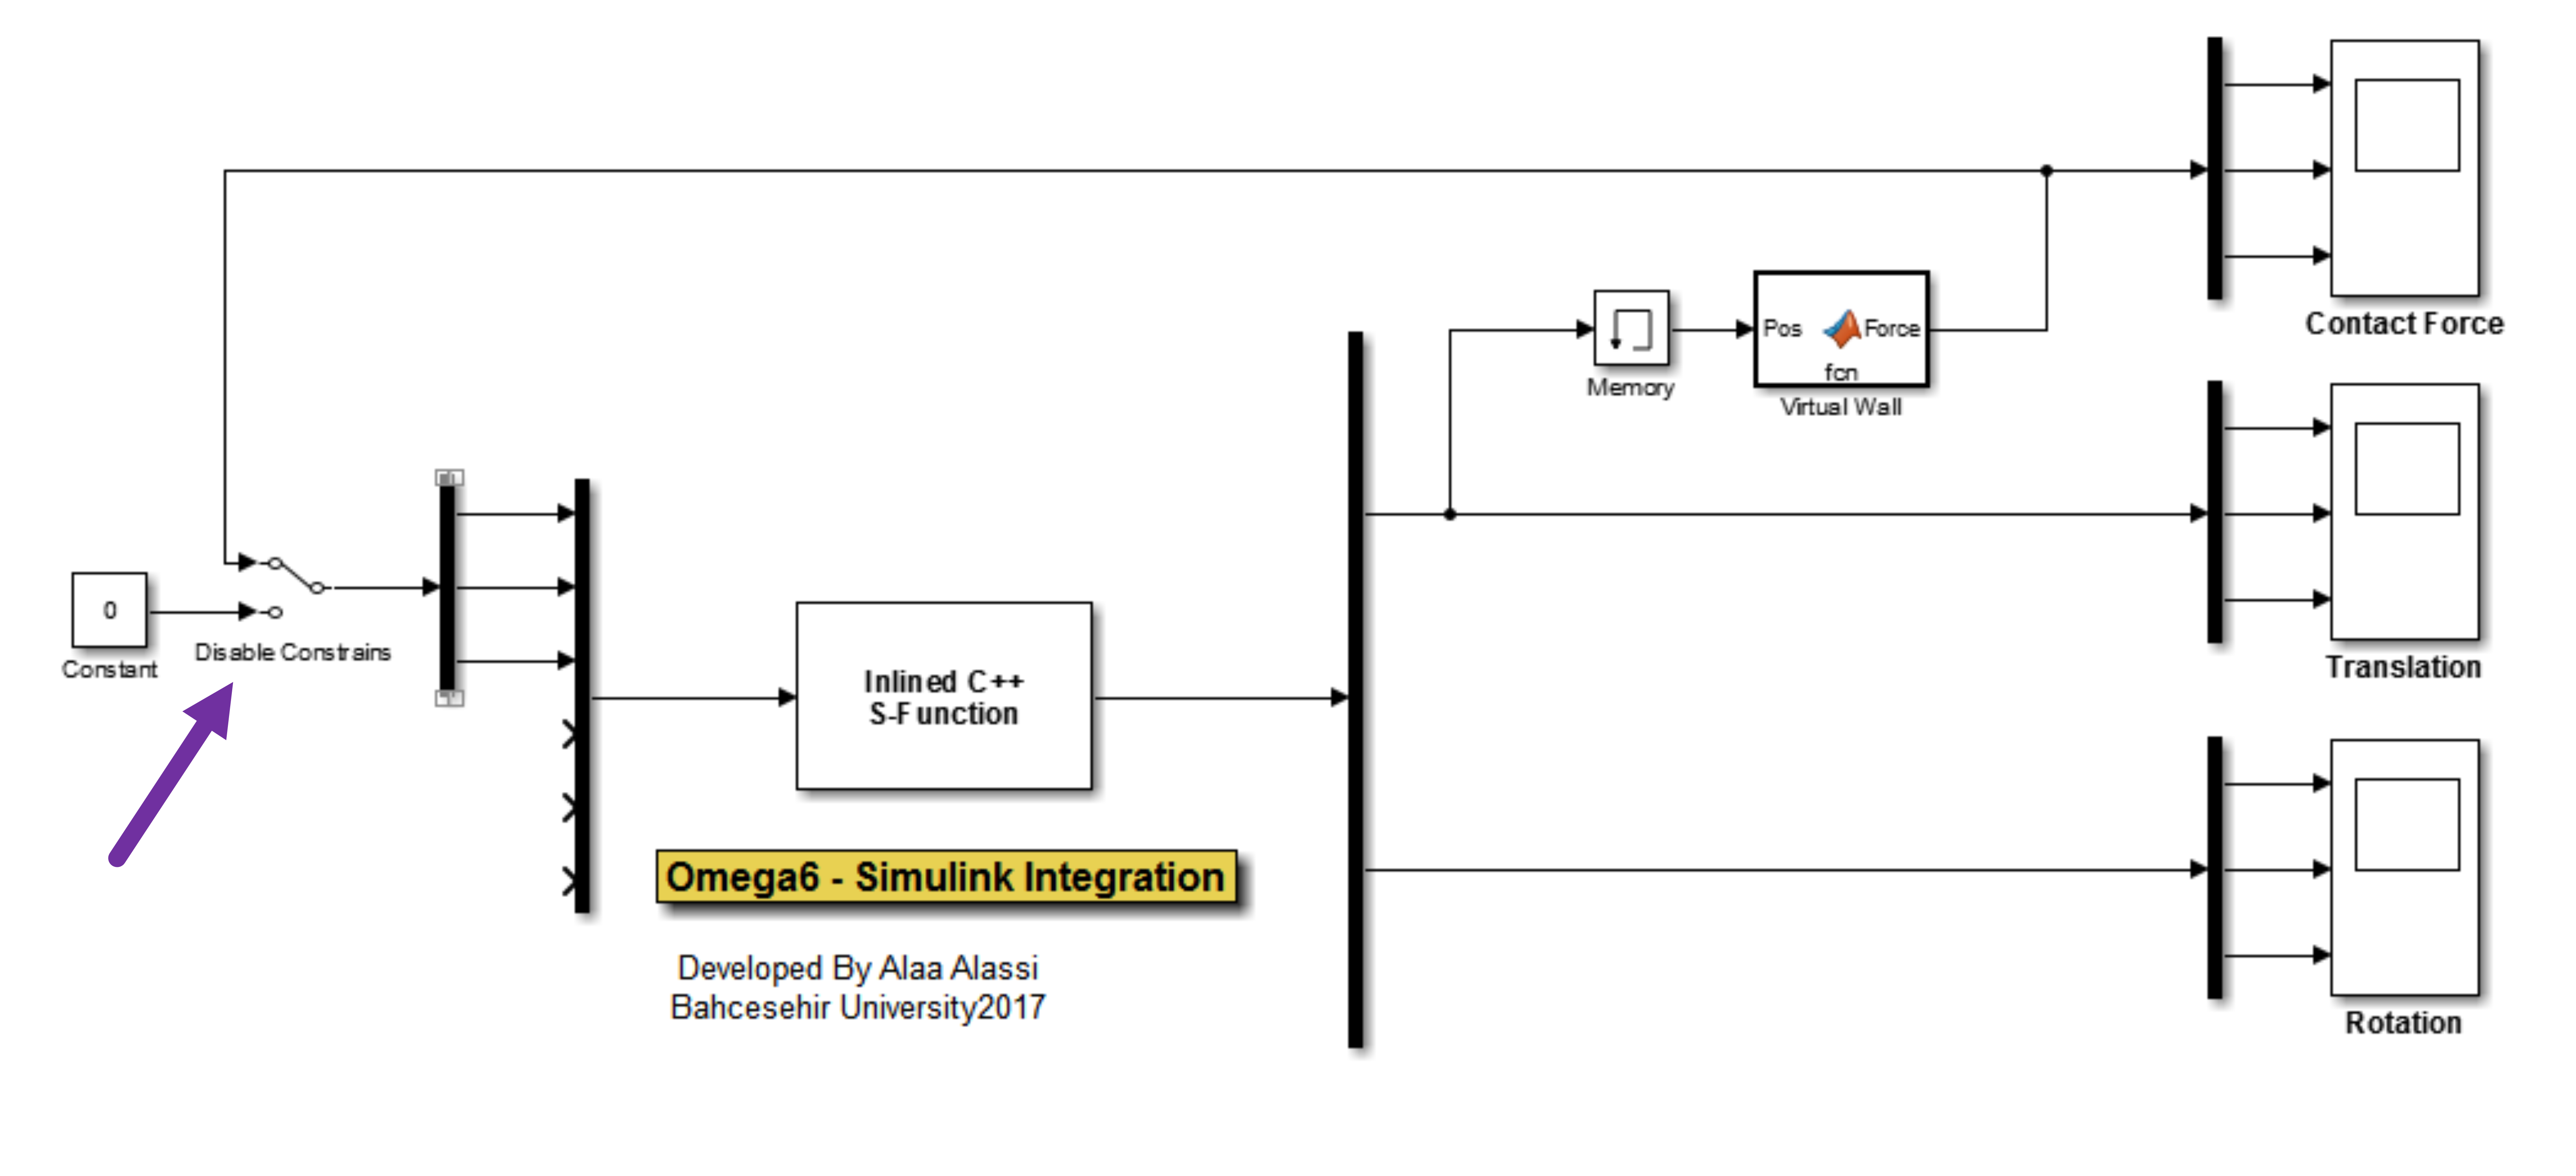 Contact Force
Pos
Force
fcn
Memory
Virtual Wall
0
Constant
Disable Constrains
Inlined C++
S-Function
Translation
Omega6 - Simulink Integration
Developed By Alaa Alassi
Bahcesehir University2017
Rotation